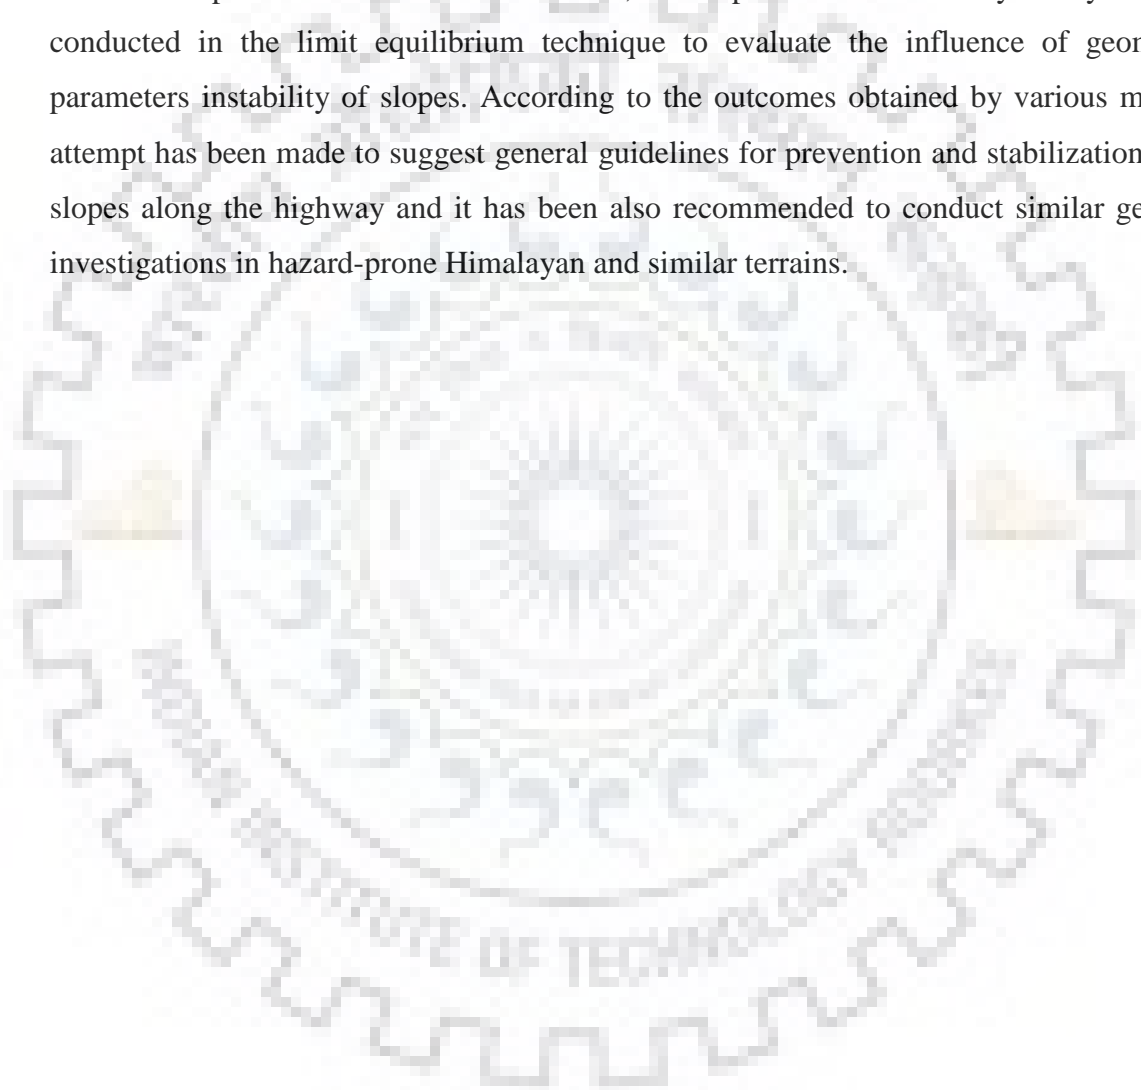 conducted in the limit equilibrium technique to evaluate the influence of
parameters instability of slopes. According to the outcomes obtained by various
attempt has been made to suggest general guidelines for prevention and stabilization
slopes along the highway and it has been also recommended to conduct similar
investigations in hazard-prone Himalayan and similar terrains.
INDIAN INSTITUTE OF TECHNOLOGY ROORKEE